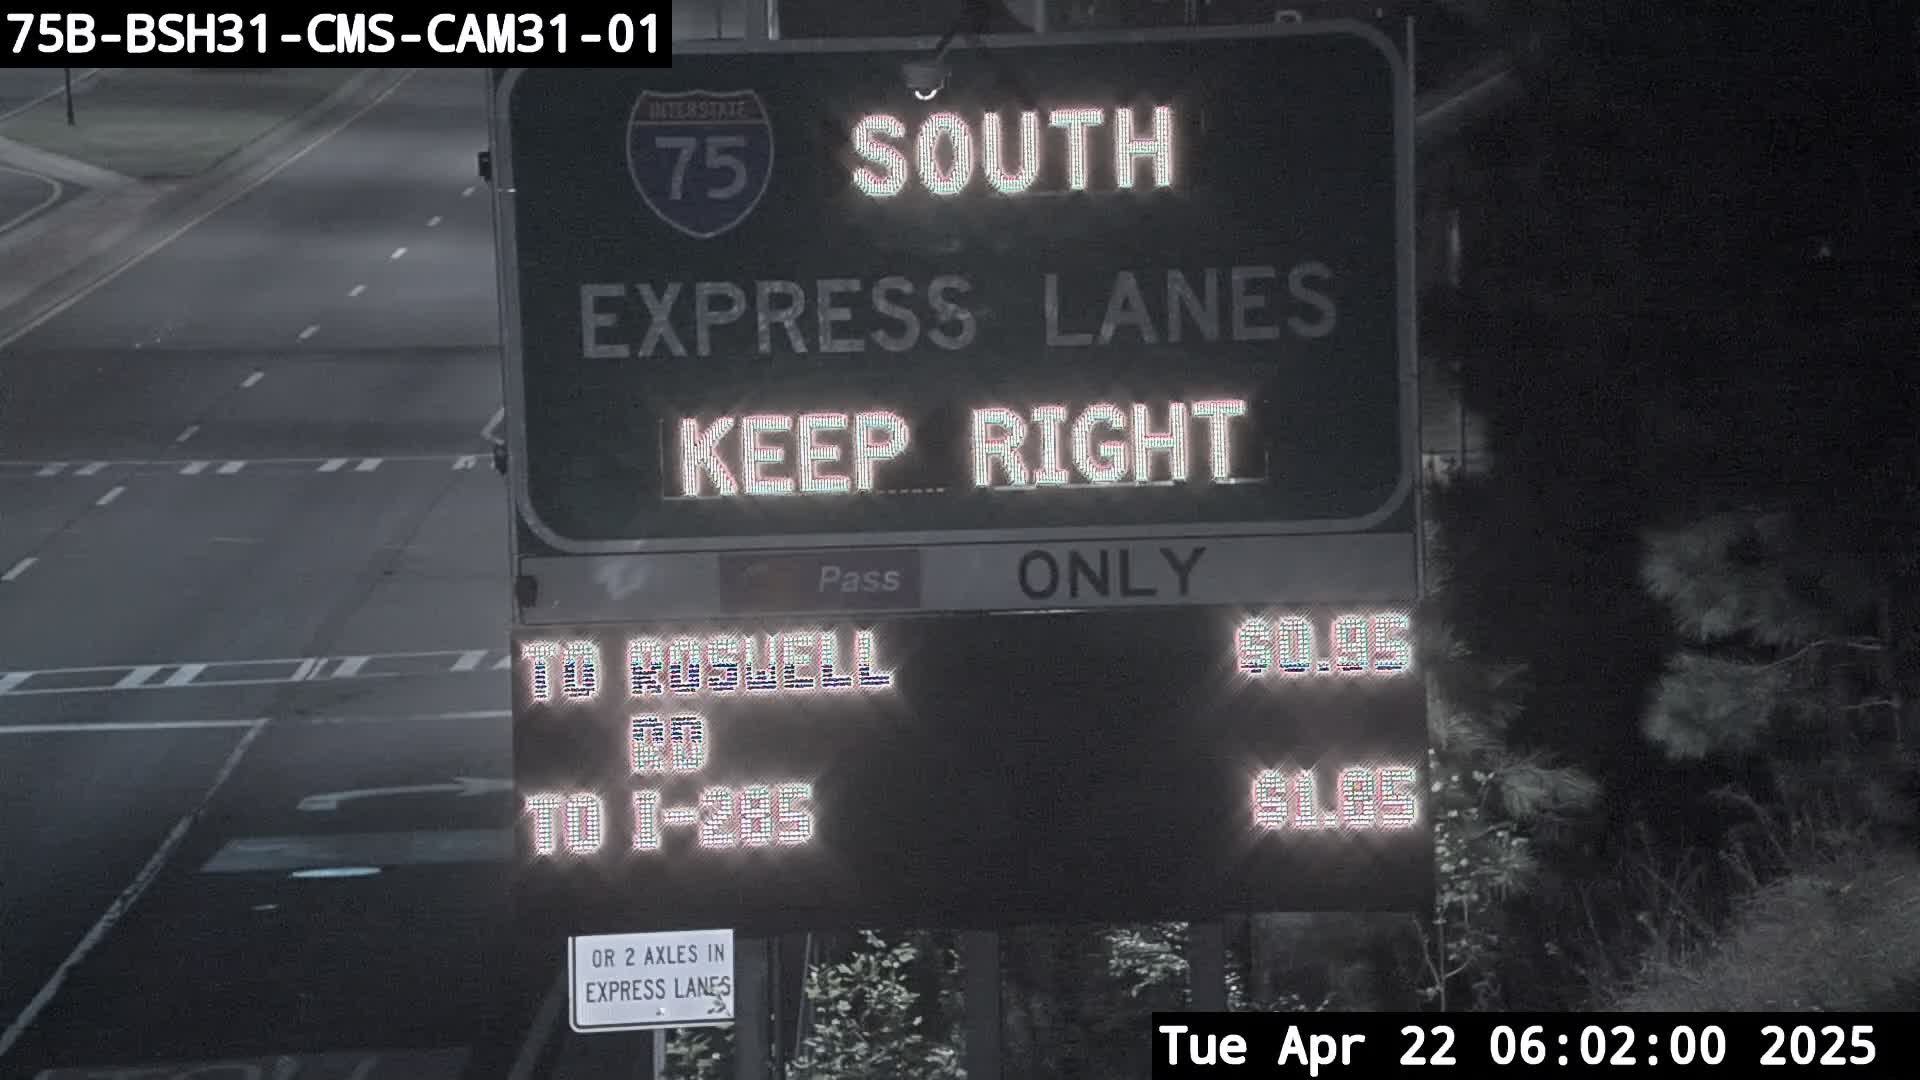 75B-BSH31-CMS-CAM31-01
INTERSTATE
75
SOUTH
EXPRESS LANES
KEEP RIGHT
Pass ONLY
TO ROSWELL $0.95
RD
TO I-285 $1.85
OR 2 AXLES IN
EXPRESS LANES
Tue Apr 22 06:02:00 2025